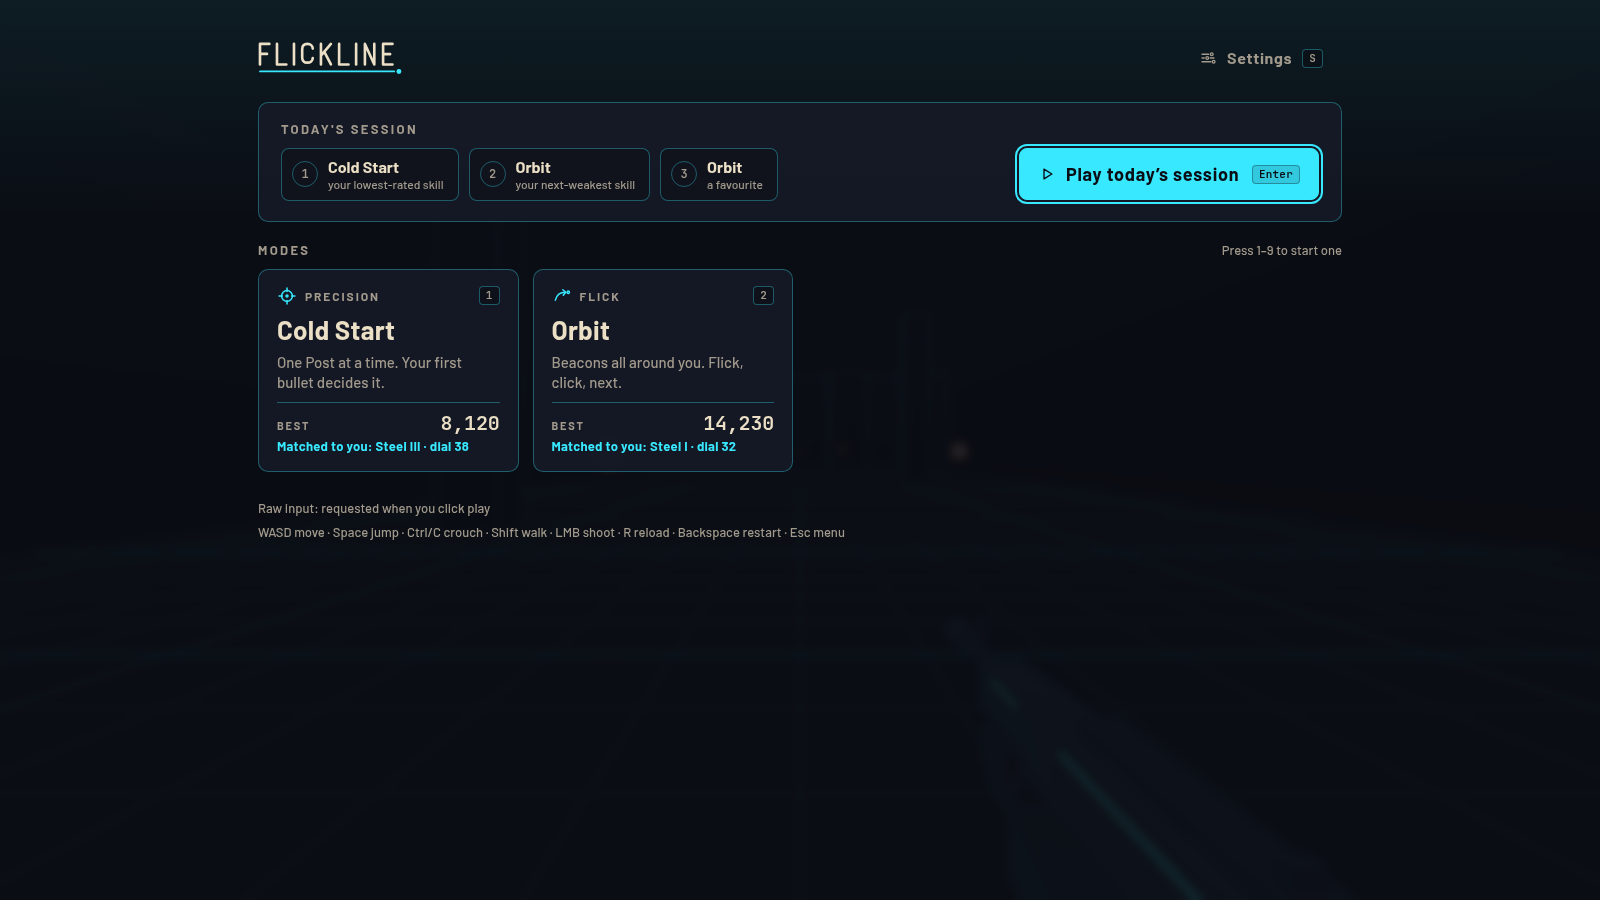 FLICKLINE
Settings S
TODAY'S SESSION
1 Cold Start
your lowest-rated skill
2 Orbit
your next-weakest skill
3 Orbit
a favourite
Play today’s session Enter
MODES
Press 1–9 to start one
PRECISION 1
Cold Start
One Post at a time. Your first
bullet decides it.
BEST 8,120
Matched to you: Steel III · dial 38
FLICK 2
Orbit
Beacons all around you. Flick,
click, next.
BEST 14,230
Matched to you: Steel I · dial 32
Raw Input: requested when you click play
WASD move · Space jump · Ctrl/C crouch · Shift walk · LMB shoot · R reload · Backspace restart · Esc menu